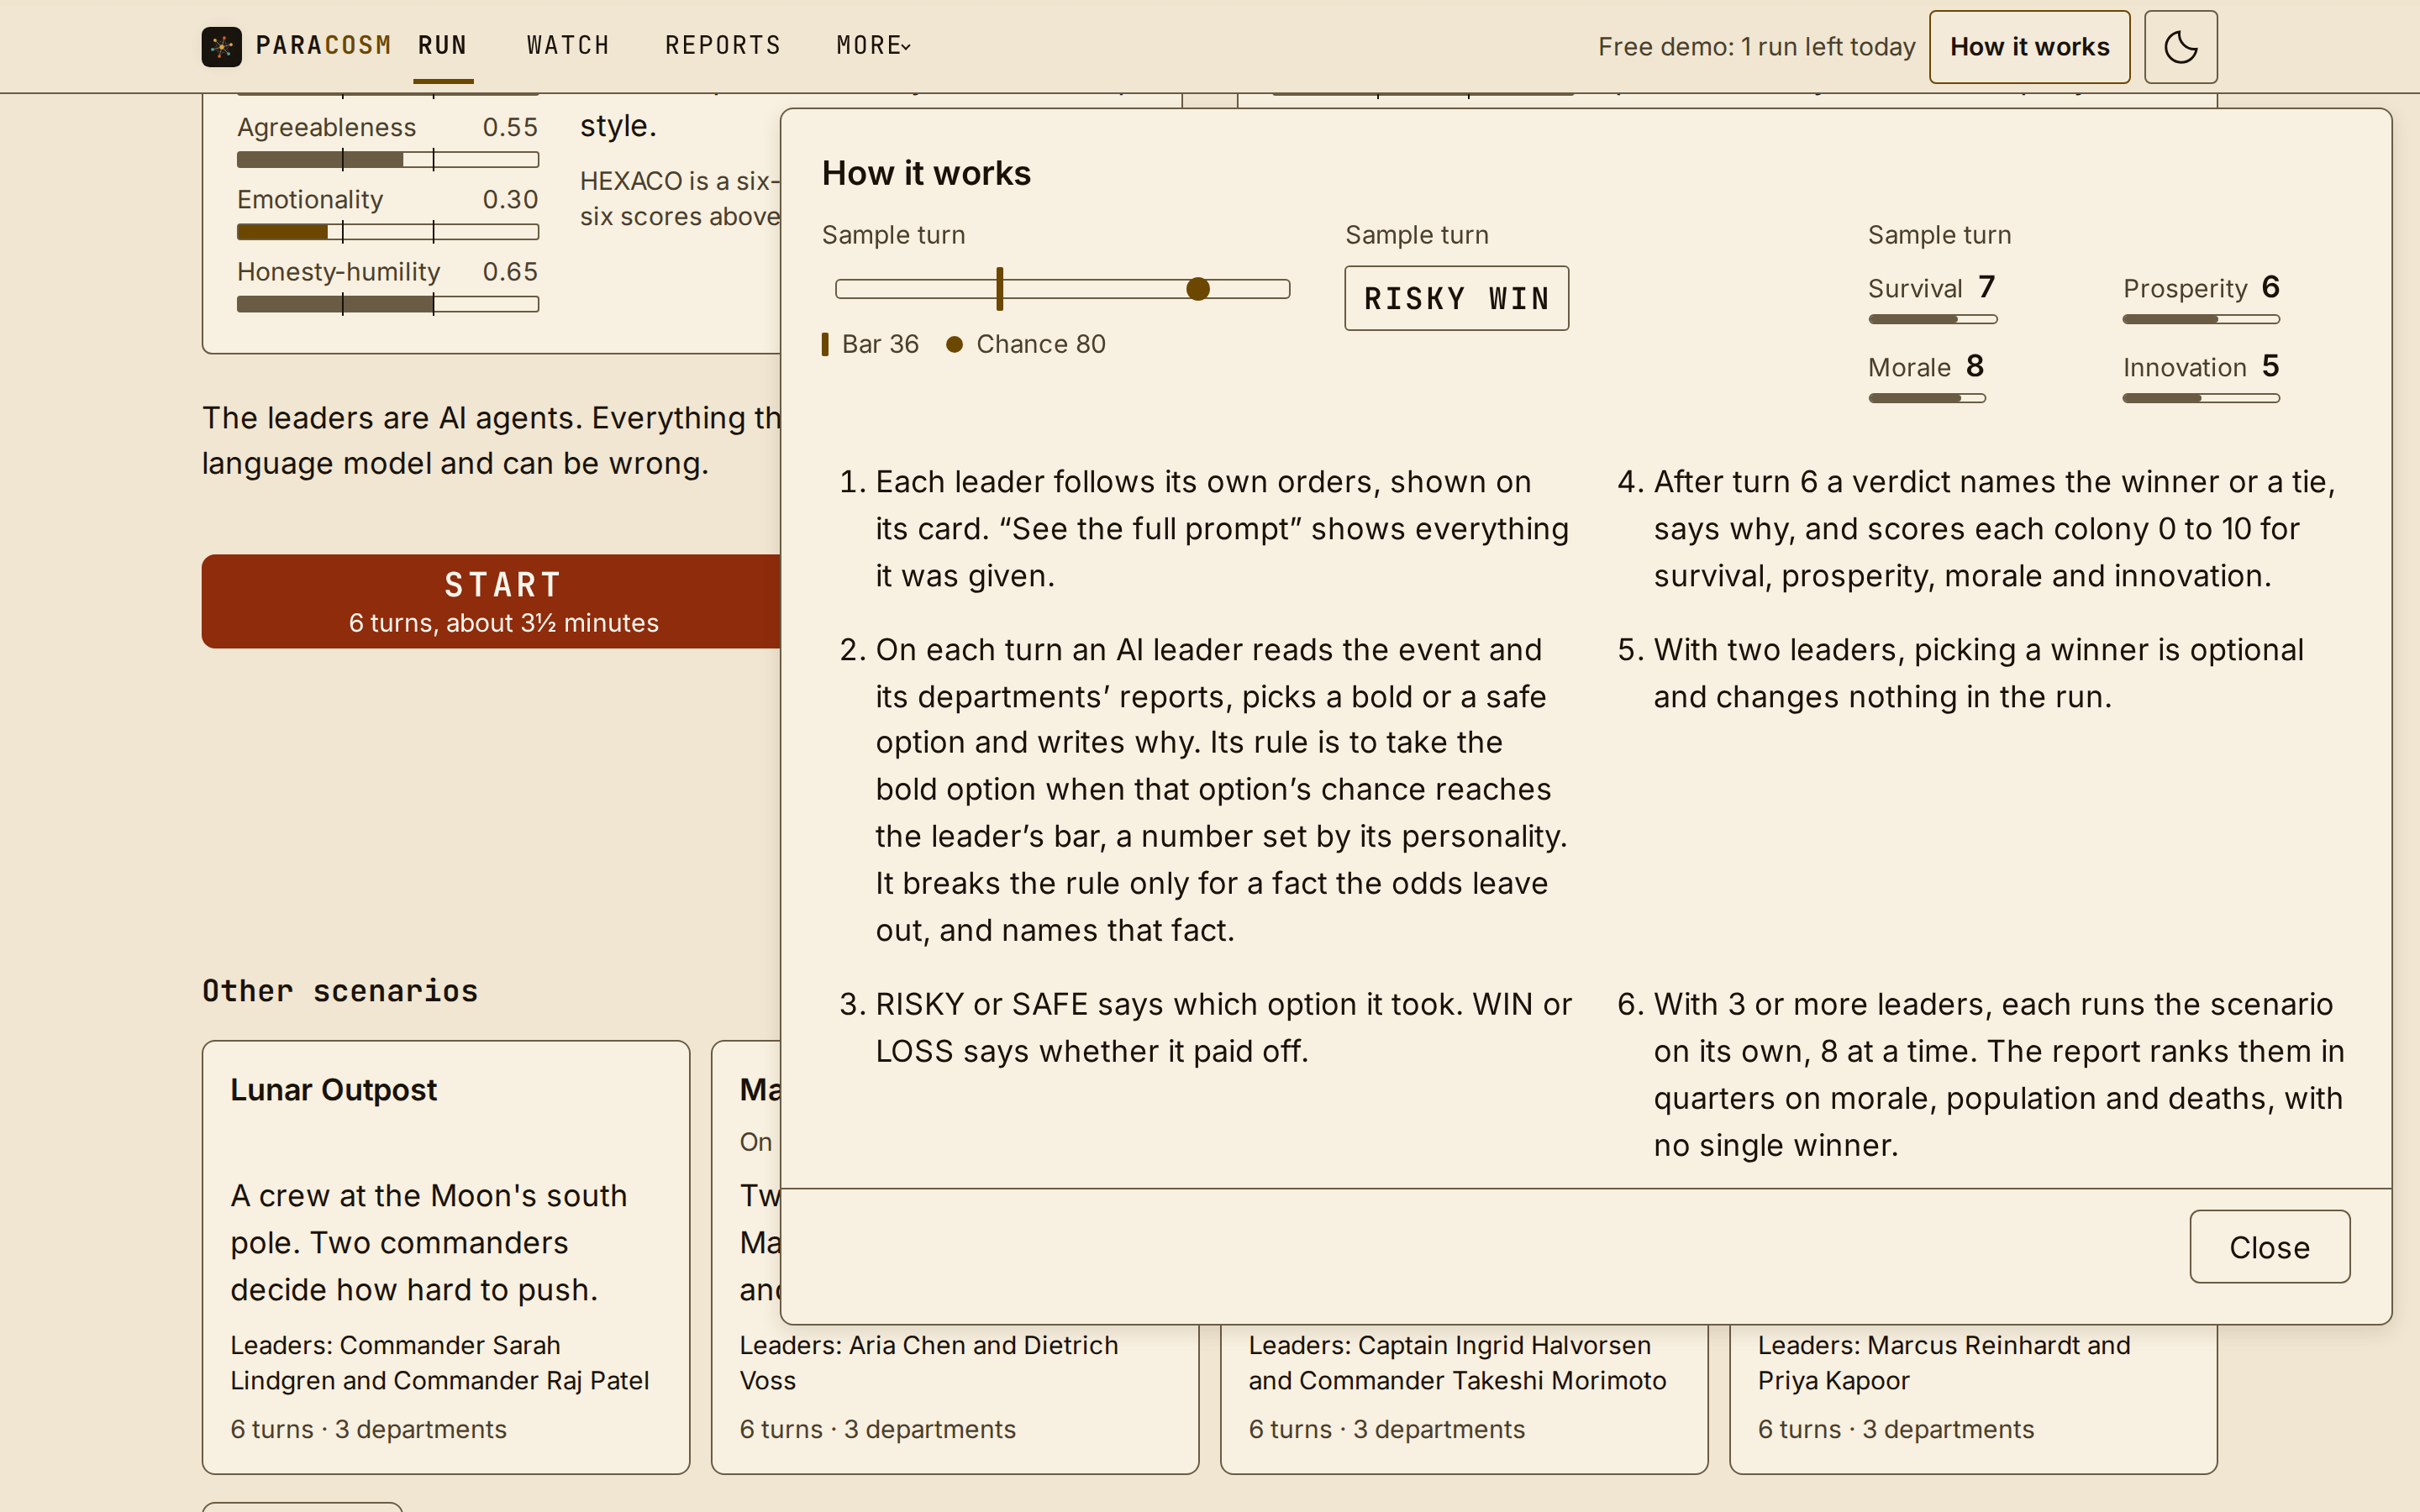 PARACOSM RUN WATCH REPORTS MORE
Free demo: 1 run left today
How it works
Agreeableness 0.55
Emotionality 0.30
Honesty-humility 0.65
style.
HEXACO is a six-
six scores above
The leaders are AI agents. Everything th
language model and can be wrong.
START
6 turns, about 3½ minutes
How it works
Sample turn
Bar 36 Chance 80
Sample turn
RISKY WIN
Sample turn
Survival 7 Prosperity 6
Morale 8 Innovation 5
1. Each leader follows its own orders, shown on
its card. “See the full prompt” shows everything
it was given.
2. On each turn an AI leader reads the event and
its departments’ reports, picks a bold or a safe
option and writes why. Its rule is to take the
bold option when that option’s chance reaches
the leader’s bar, a number set by its personality.
It breaks the rule only for a fact the odds leave
out, and names that fact.
3. RISKY or SAFE says which option it took. WIN or
LOSS says whether it paid off.
4. After turn 6 a verdict names the winner or a tie,
says why, and scores each colony 0 to 10 for
survival, prosperity, morale and innovation.
5. With two leaders, picking a winner is optional
and changes nothing in the run.
6. With 3 or more leaders, each runs the scenario
on its own, 8 at a time. The report ranks them in
quarters on morale, population and deaths, with
no single winner.
Close
Other scenarios
Lunar Outpost
A crew at the Moon's south
pole. Two commanders
decide how hard to push.
Leaders: Commander Sarah
Lindgren and Commander Raj Patel
6 turns · 3 departments
Ma
On
Tw
Ma
and
Leaders: Aria Chen and Dietrich
Voss
6 turns · 3 departments
Leaders: Captain Ingrid Halvorsen
and Commander Takeshi Morimoto
6 turns · 3 departments
Leaders: Marcus Reinhardt and
Priya Kapoor
6 turns · 3 departments